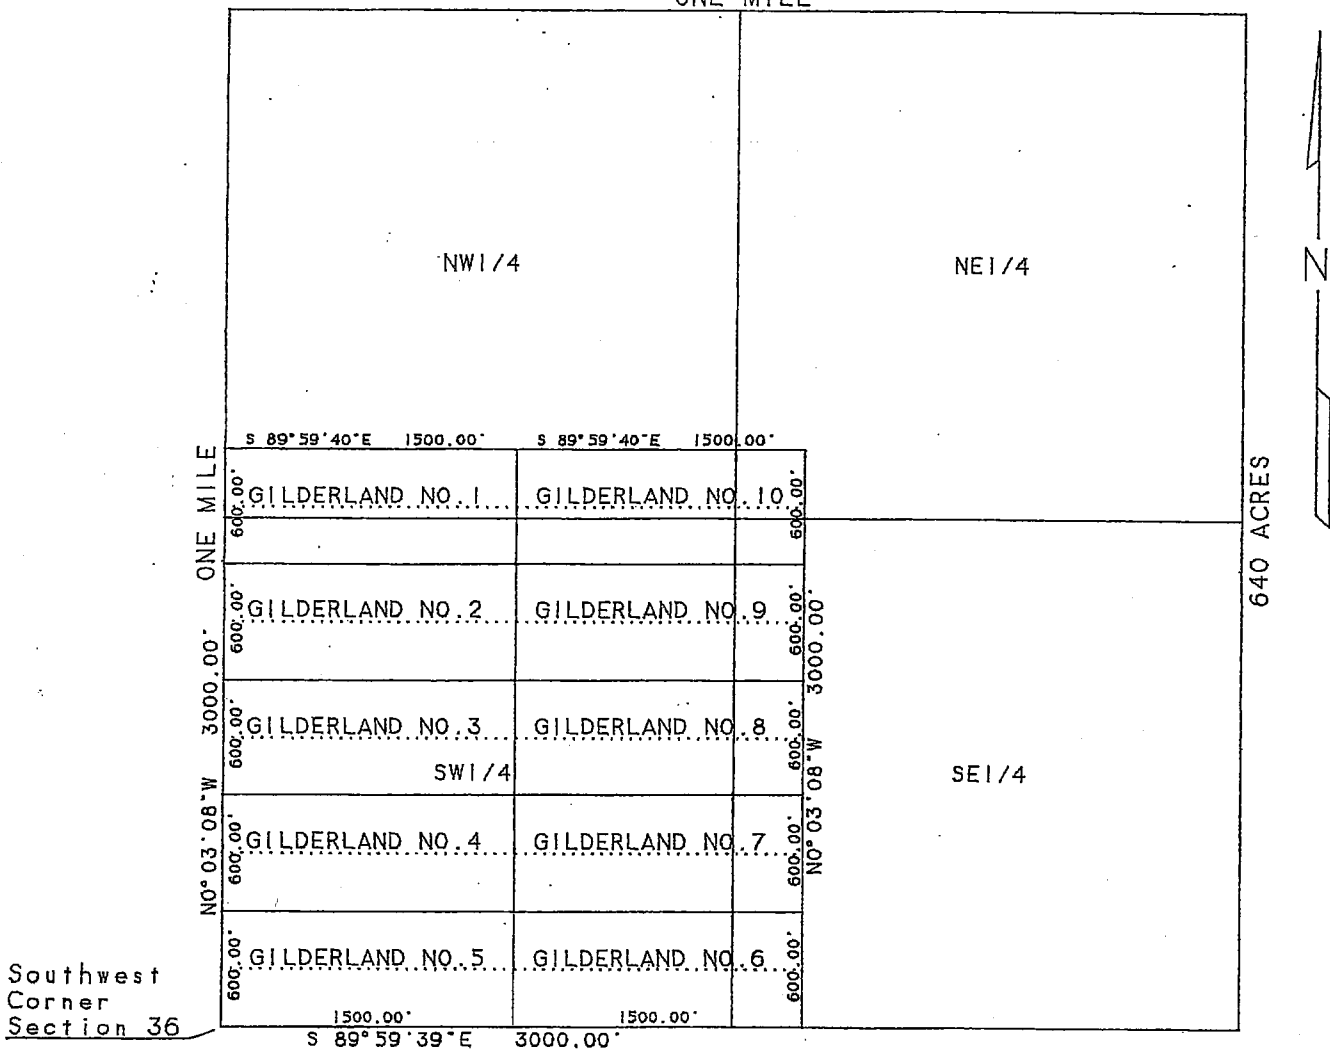 ONE MILE
NW1/4
NE1/4
N
S 89°59'40"E 1500.00' S 89°59'40"E 1500.00'
ONE MILE
640 ACRES
600.00' GILDERLAND NO.1 GILDERLAND NO.10 600.00'
600.00' GILDERLAND NO.2 GILDERLAND NO.9 600.00'
N0°03'08"W 3000.00'
N0°03'08"W 3000.00'
600.00' GILDERLAND NO.3 GILDERLAND NO.8 600.00'
SW1/4
SE1/4
600.00' GILDERLAND NO.4 GILDERLAND NO.7 600.00'
600.00' GILDERLAND NO.5 GILDERLAND NO.6 600.00'
Southwest
Corner
Section 36
1500.00' 1500.00'
S 89°59'39"E 3000.00'